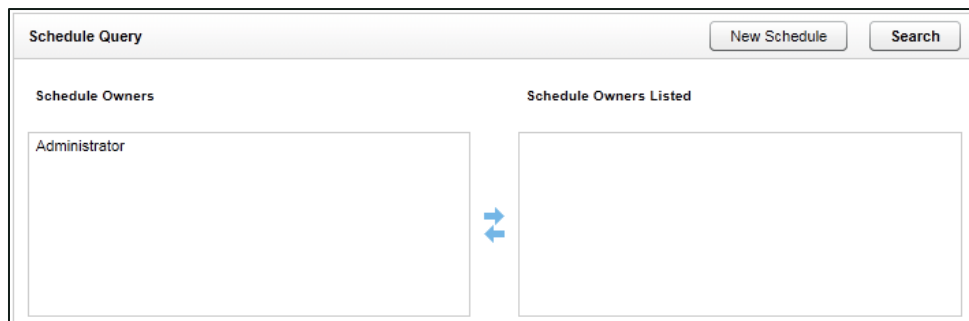 Schedule Query
New Schedule
Search
Schedule Owners
Schedule Owners Listed
Administrator